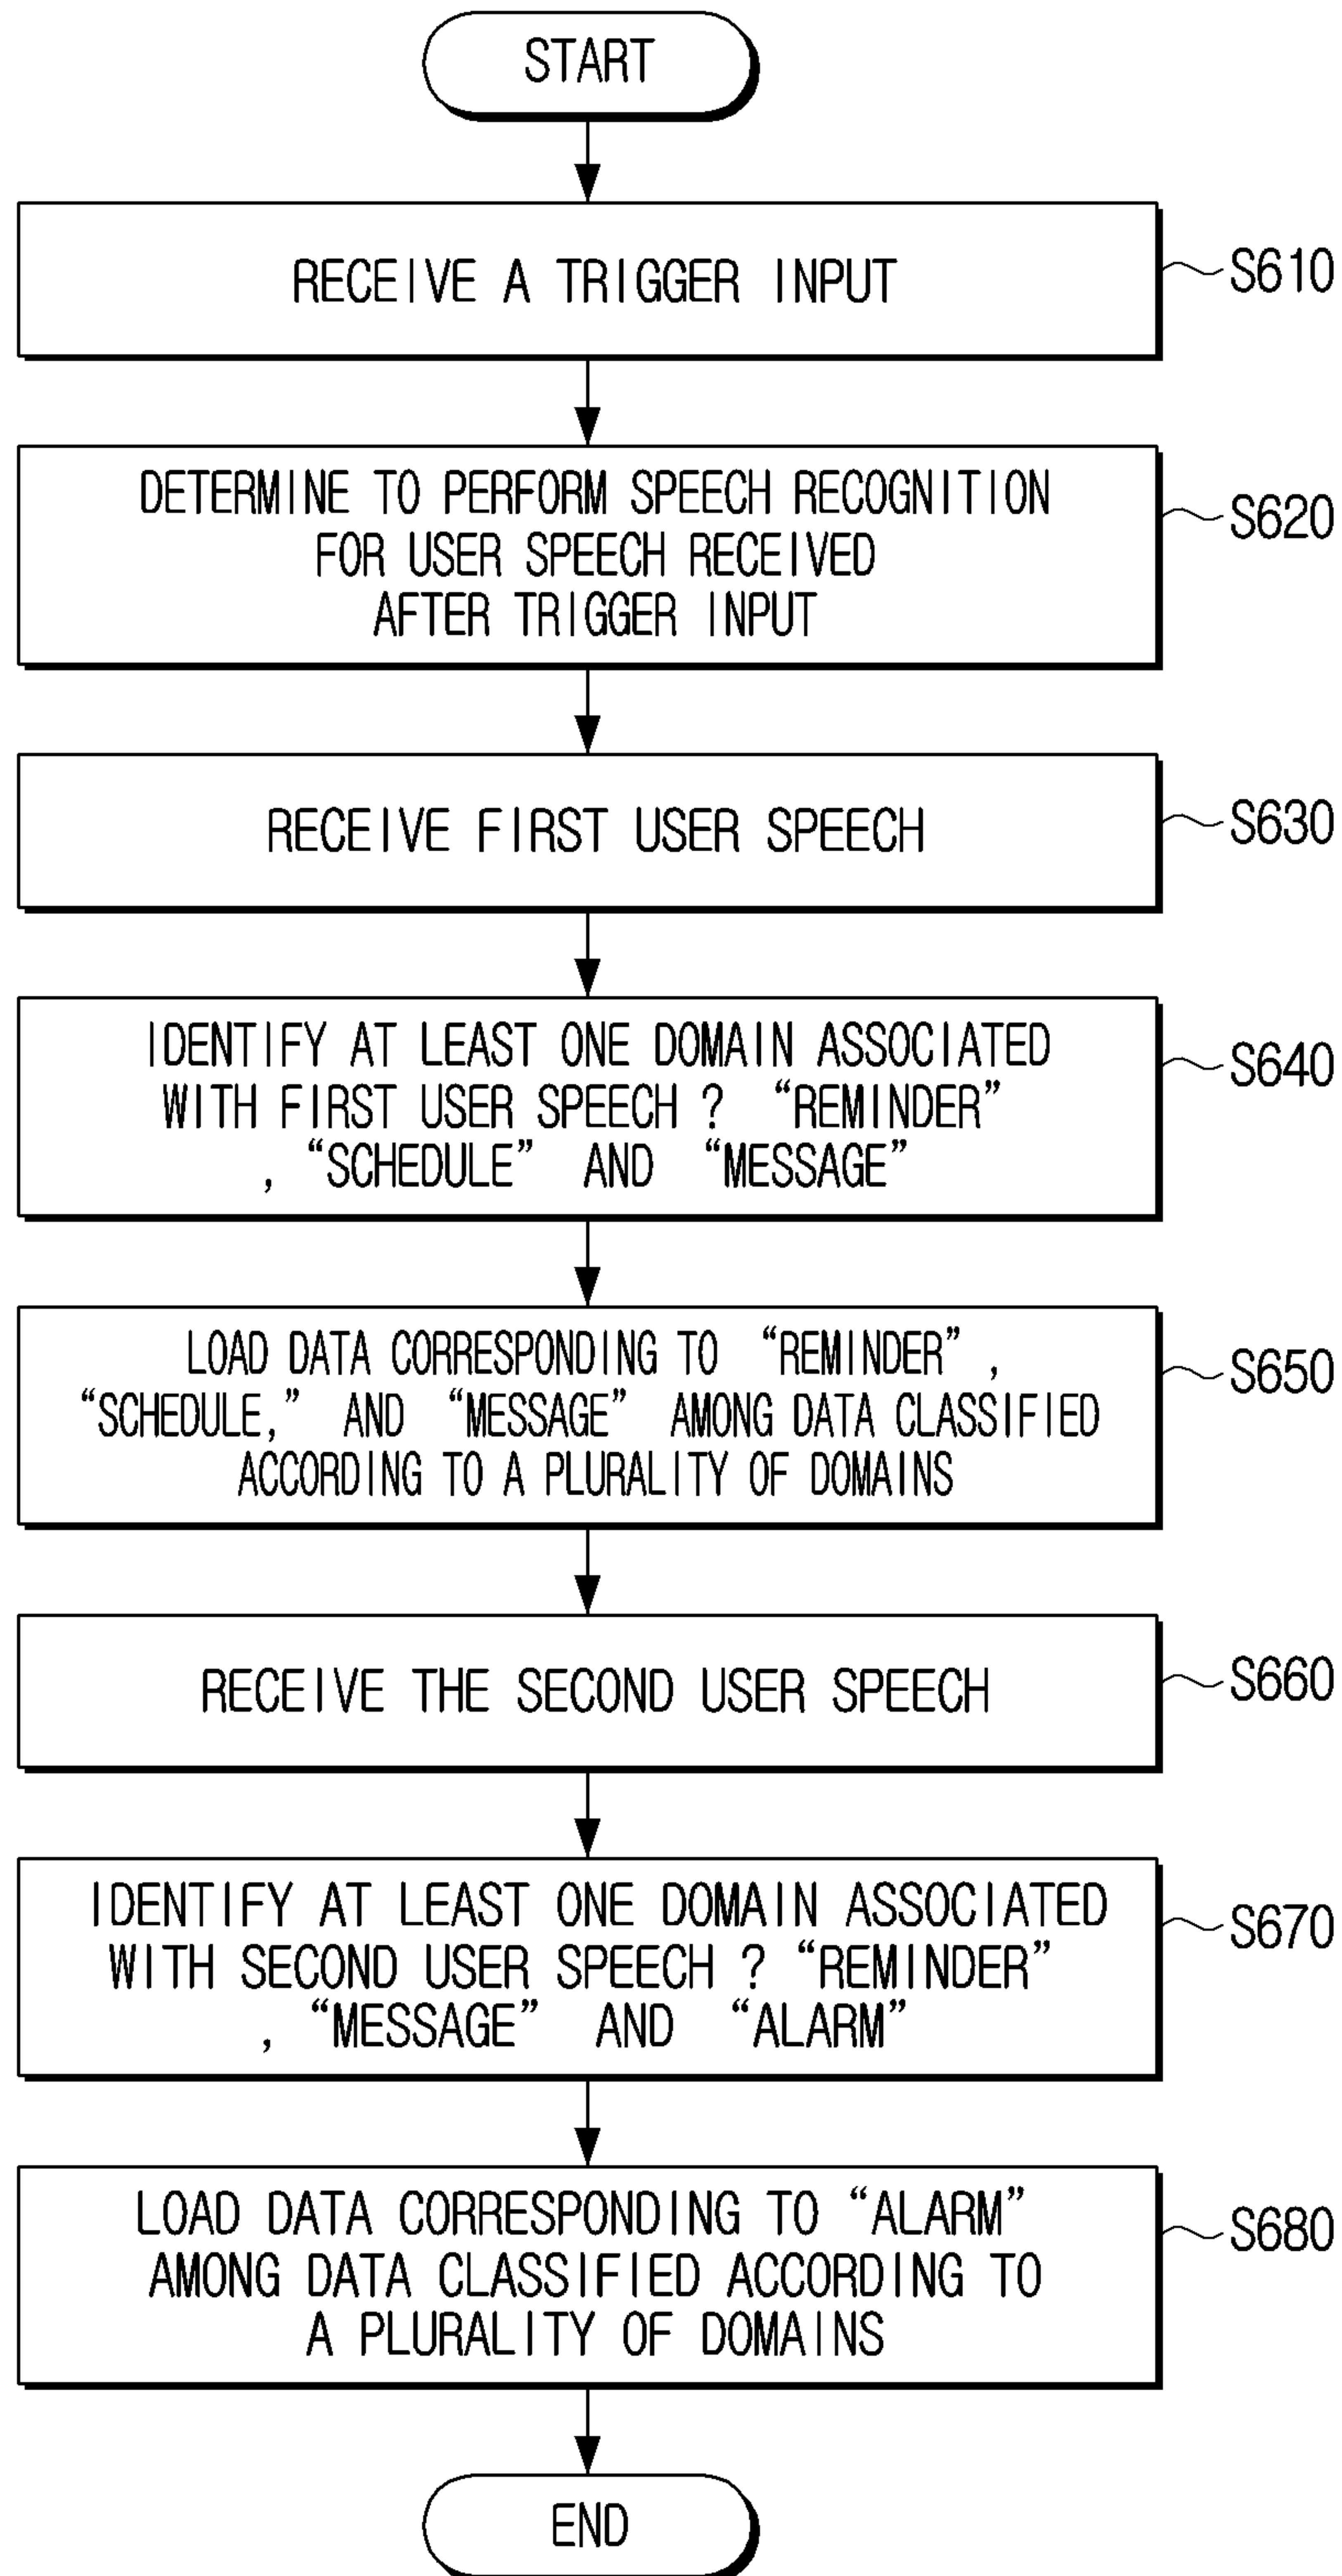 START
RECEIVE A TRIGGER INPUT
S610
DETERMINE TO PERFORM SPEECH RECOGNITION
FOR USER SPEECH RECEIVED
AFTER TRIGGER INPUT
S620
RECEIVE FIRST USER SPEECH
S630
IDENTIFY AT LEAST ONE DOMAIN ASSOCIATED
WITH FIRST USER SPEECH ? “REMINDER”
, “SCHEDULE” AND “MESSAGE”
S640
LOAD DATA CORRESPONDING TO “REMINDER” ,
“SCHEDULE,” AND “MESSAGE” AMONG DATA CLASSIFIED
ACCORDING TO A PLURALITY OF DOMAINS
S650
RECEIVE THE SECOND USER SPEECH
S660
IDENTIFY AT LEAST ONE DOMAIN ASSOCIATED
WITH SECOND USER SPEECH ? “REMINDER”
, “MESSAGE” AND “ALARM”
S670
LOAD DATA CORRESPONDING TO “ALARM”
AMONG DATA CLASSIFIED ACCORDING TO
A PLURALITY OF DOMAINS
S680
END